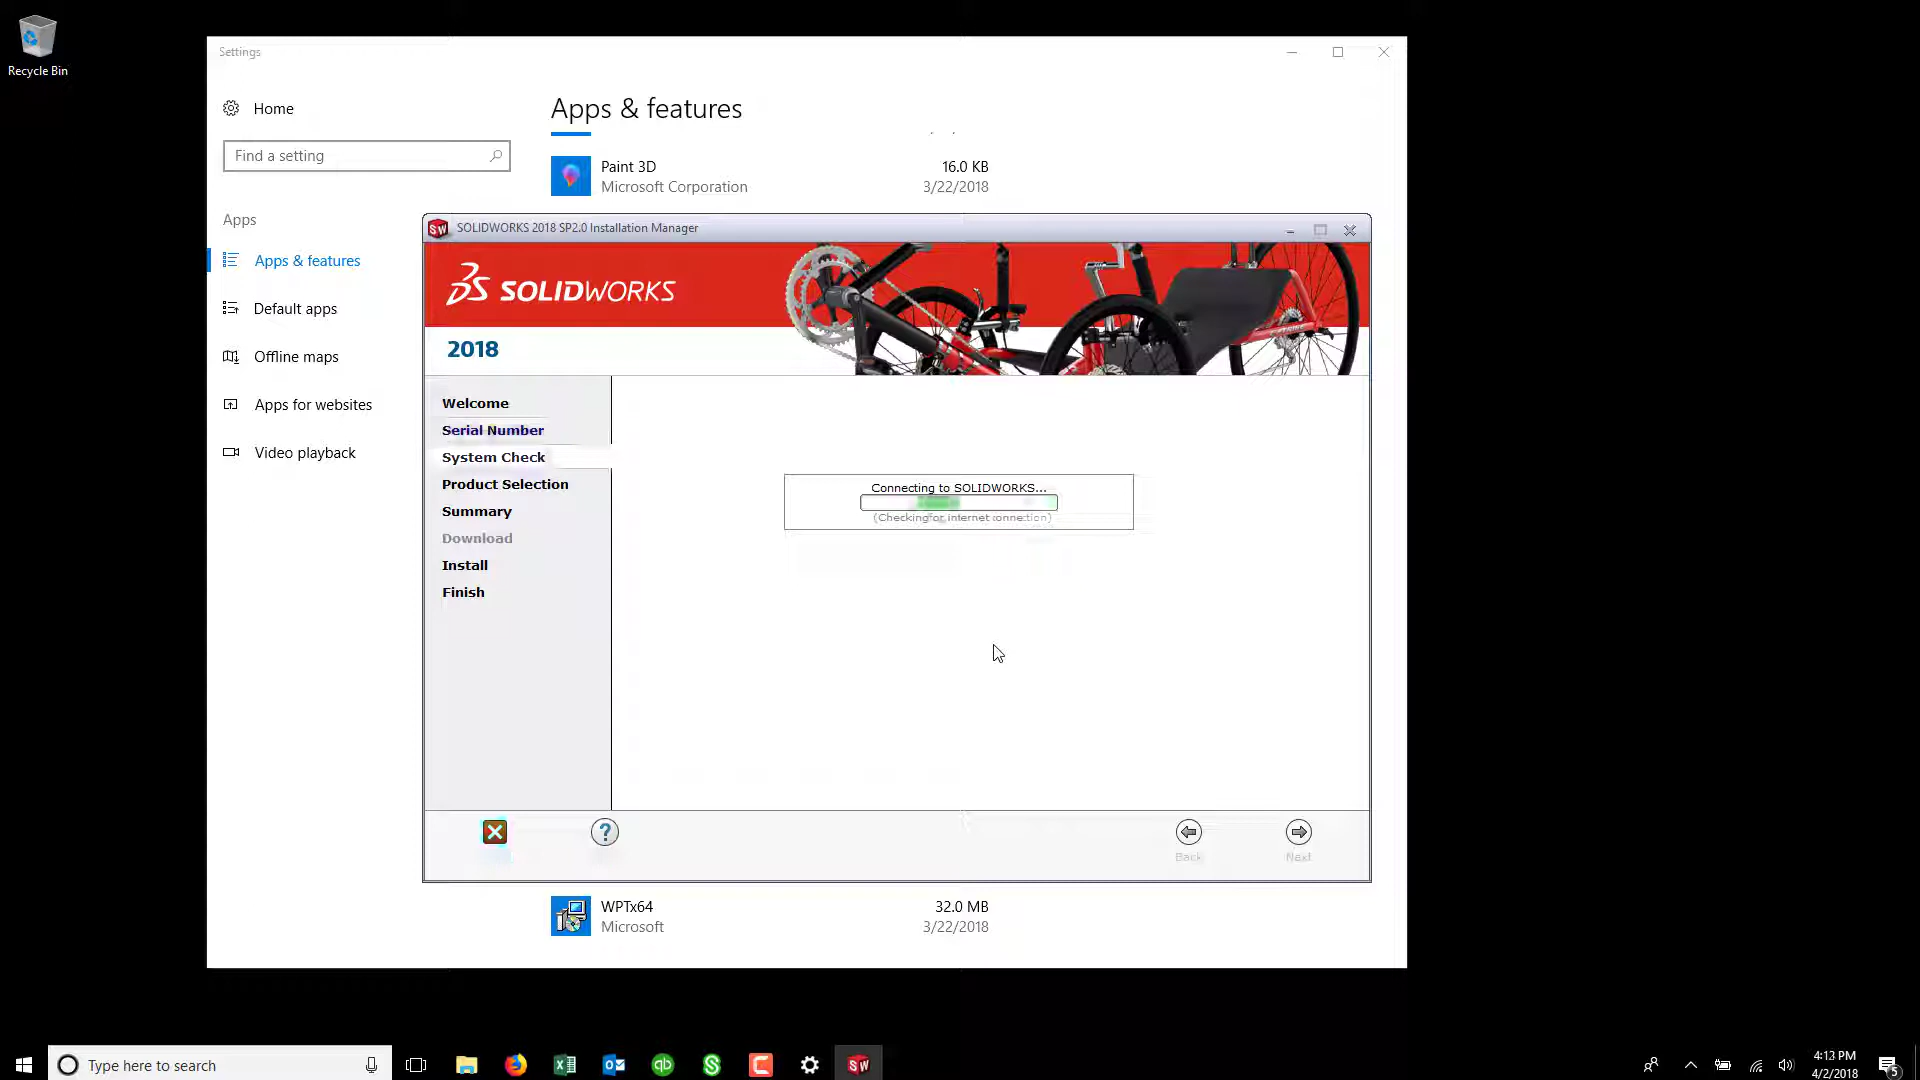 Recycle Bin
Settings
Home
Find a setting
Apps
Apps & features
Default apps
Offline maps
Apps for websites
Video playback
Apps & features
Paint 3D
16.0 KB
Microsoft Corporation
3/22/2018
SW
SOLIDWORKS 2018 SP2.0 Installation Manager
SOLIDWORKS
2018
Welcome
Serial Number
System Check
Product Selection
Summary
Download
Install
Finish
Connecting to SOLIDWORKS...
(Checking for internet connection)
?
Back
Next
WPTx64
32.0 MB
Microsoft
3/22/2018
Type here to search
qb
S
C
SW
4:13 PM
4/2/2018
5